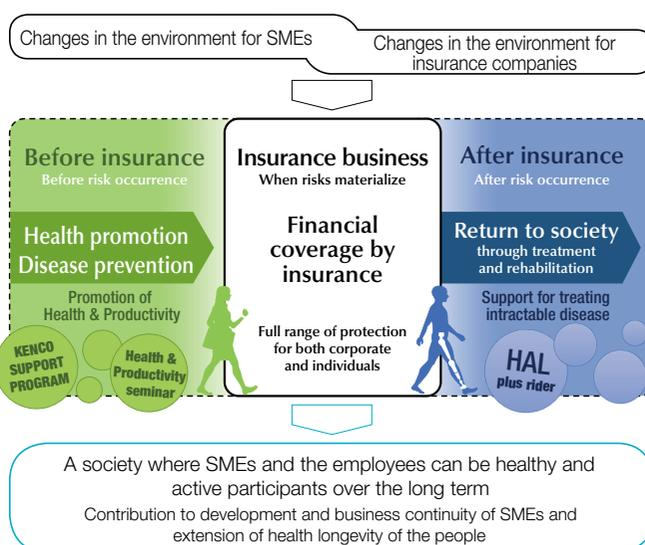 Changes in the environment for SMEs
Changes in the environment for
insurance companies
Before insurance
Before risk occurrence
Health promotion
Disease prevention
Promotion of
Health & Productivity
KENCO
SUPPORT
PROGRAM
Health &
Productivity
seminar
Insurance business
When risks materialize
Financial
coverage by
insurance
Full range of protection
for both corporate
and individuals
After insurance
After risk occurrence
Return to society
through treatment
and rehabilitation
Support for treating
intractable disease
HAL
plus rider
A society where SMEs and the employees can be healthy and
active participants over the long term
Contribution to development and business continuity of SMEs and
extension of health longevity of the people